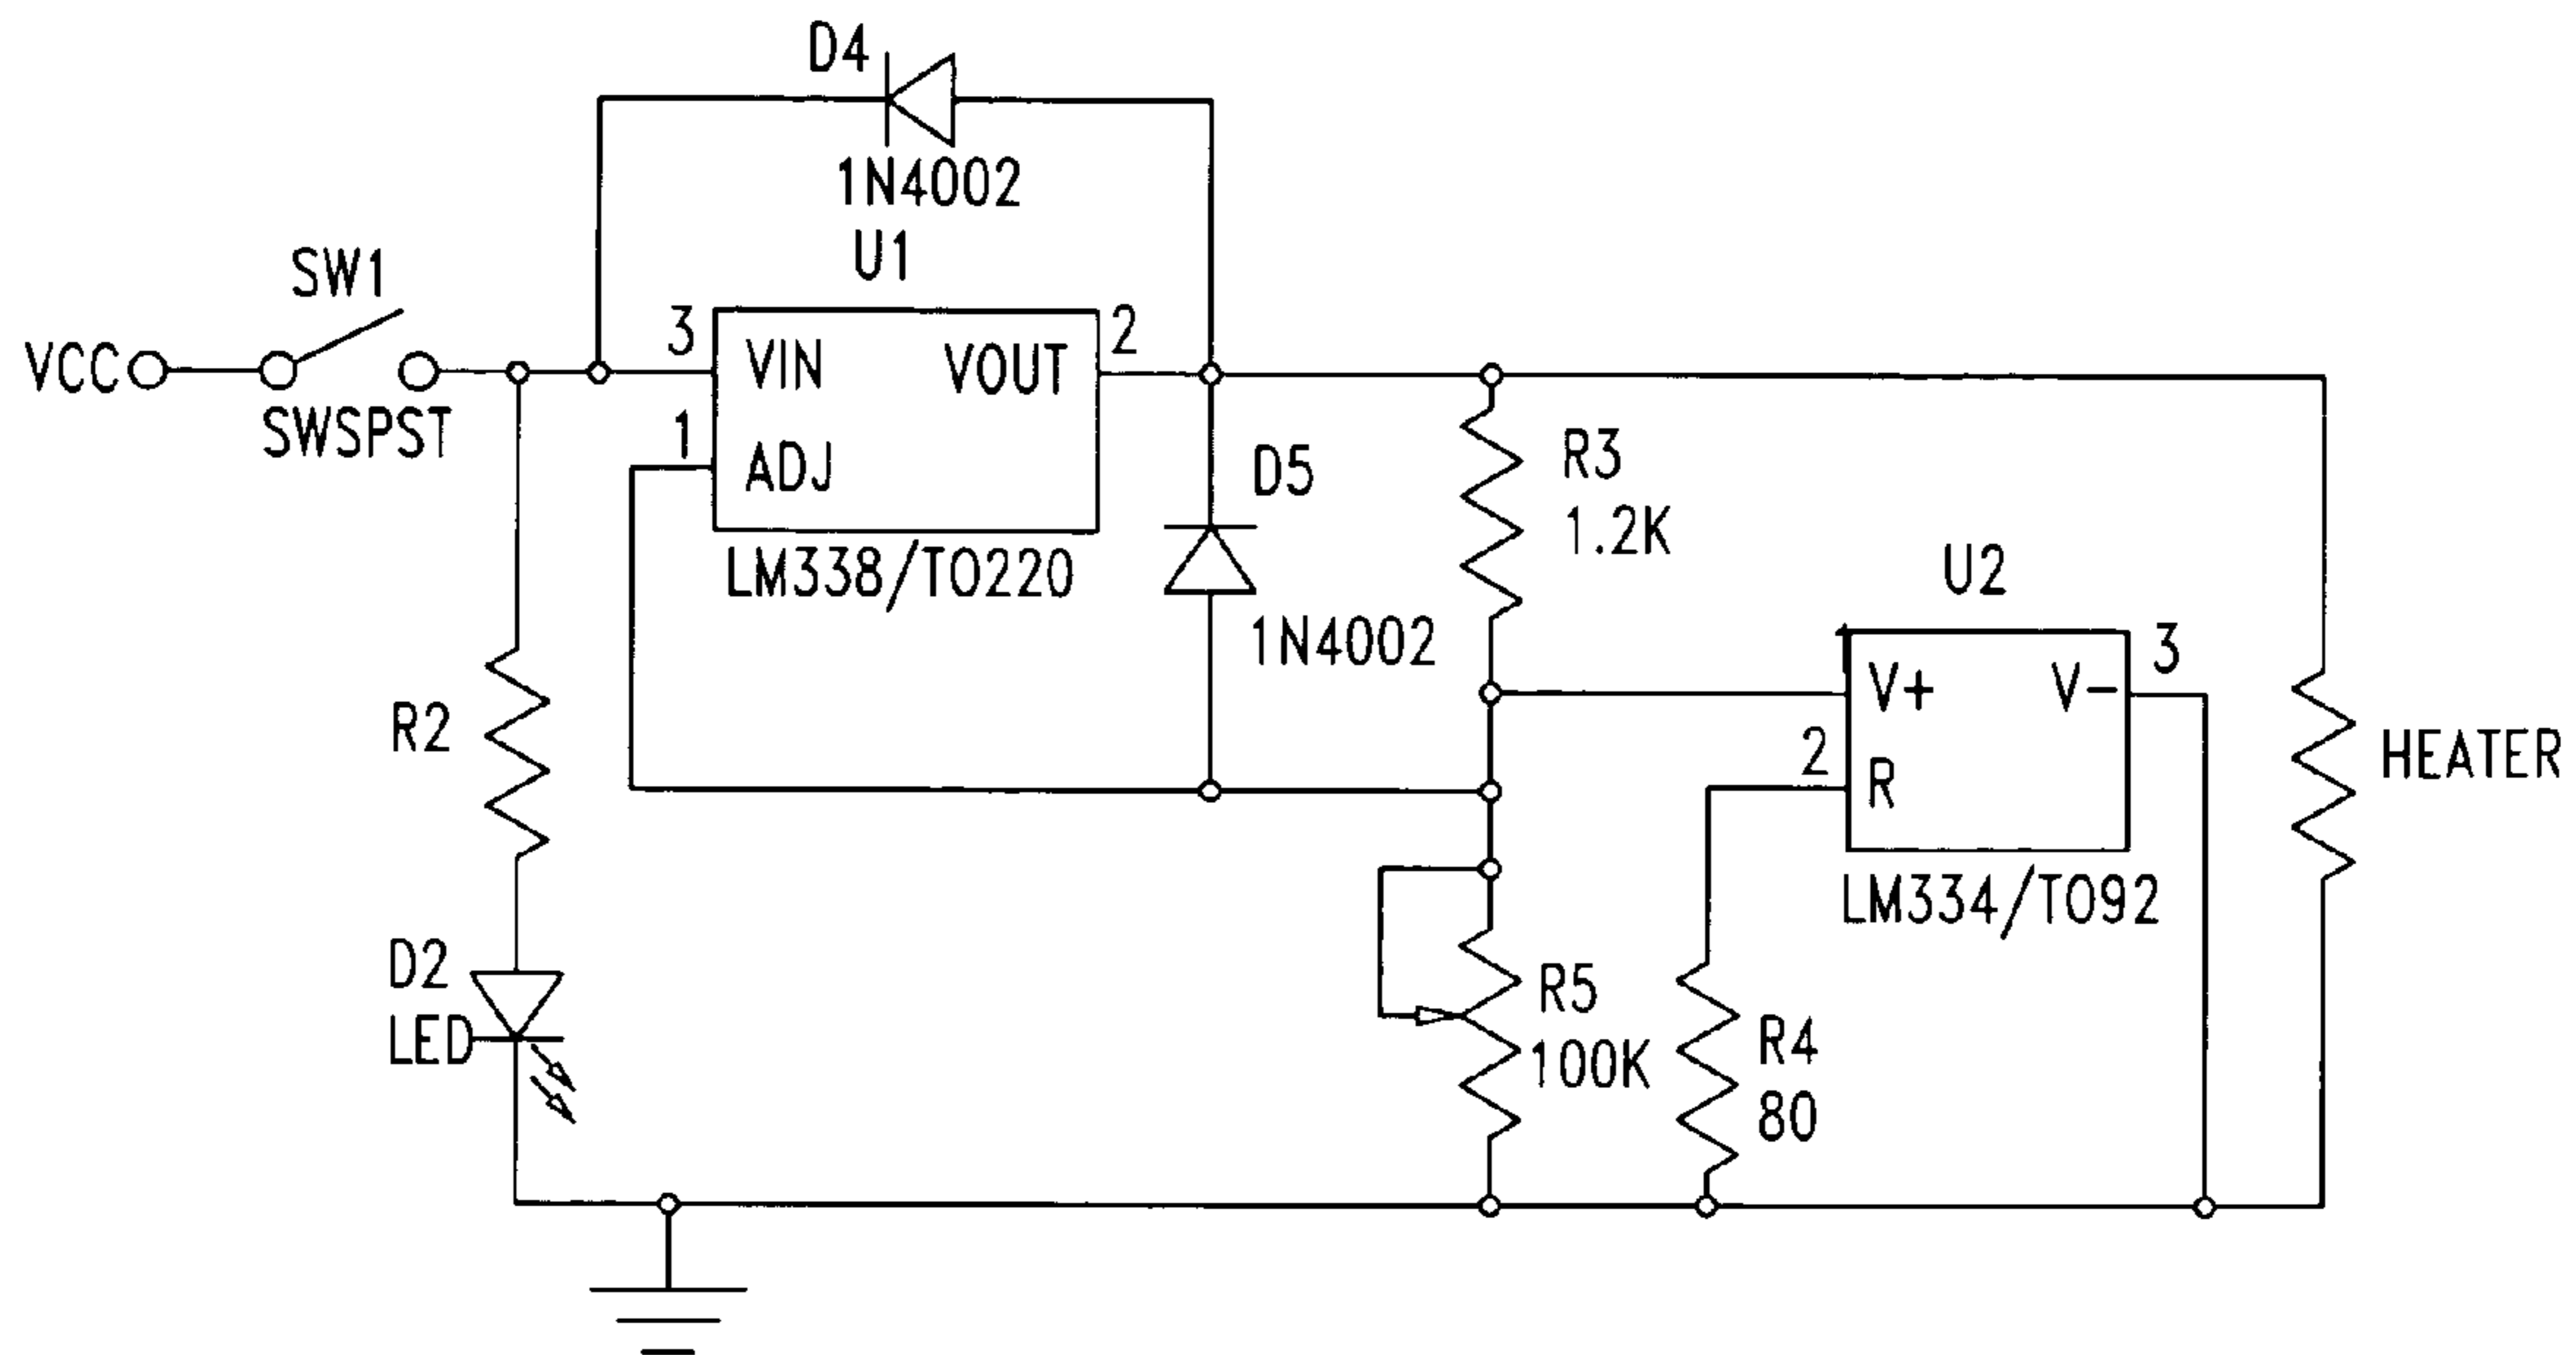 D4
1N4002
U1
SW1
VCC
SWSPST
3
VIN
VOUT
2
1
ADJ
LM338/TO220
D5
1N4002
R3
1.2K
U2
1
V+
V-
3
2
R
LM334/TO92
HEATER
R2
D2
LED
R5
100K
R4
80